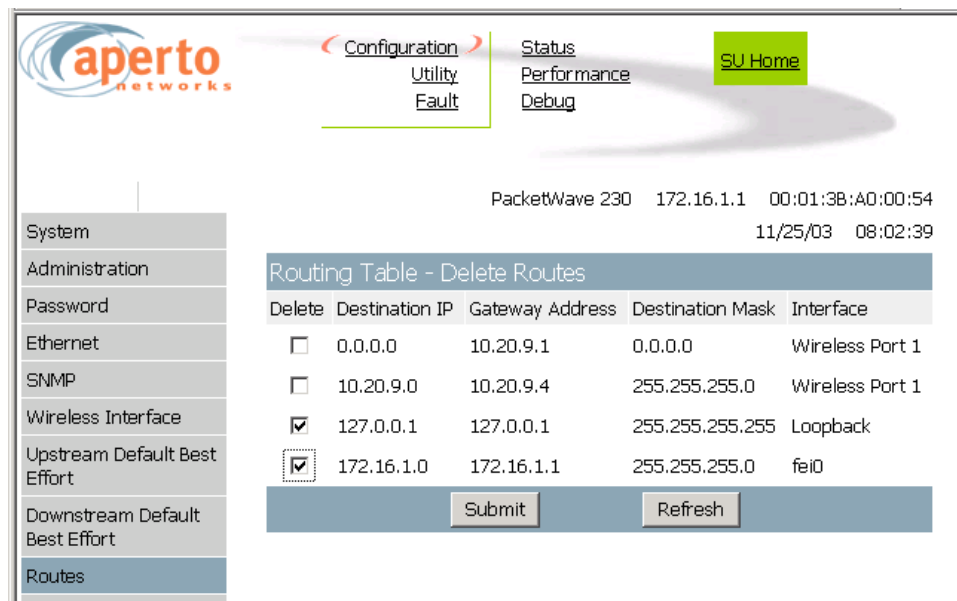 aperto
networks
Configuration
Utility
Fault
Status
Performance
Debug
SU Home
PacketWave 230 172.16.1.1 00:01:3B:A0:00:54
11/25/03 08:02:39
System
Administration
Password
Ethernet
SNMP
Wireless Interface
Upstream Default Best
Effort
Downstream Default
Best Effort
Routes
Routing Table - Delete Routes
Delete Destination IP Gateway Address Destination Mask Interface
0.0.0.0 10.20.9.1 0.0.0.0 Wireless Port 1
10.20.9.0 10.20.9.4 255.255.255.0 Wireless Port 1
127.0.0.1 127.0.0.1 255.255.255.255 Loopback
172.16.1.0 172.16.1.1 255.255.255.0 fei0
Submit Refresh